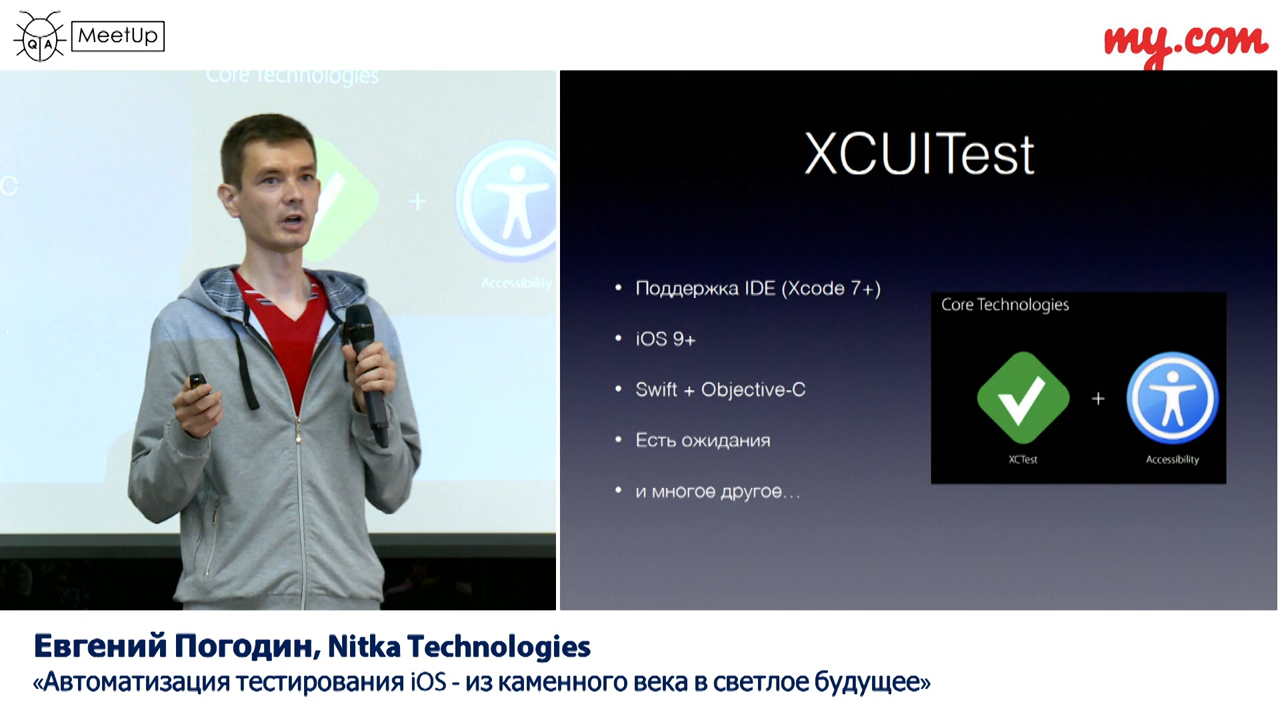 QA MeetUp
my.com
Core Technologies
C
+
Accessibility
XCUITest
• Поддержка IDE (Xcode 7+)
• iOS 9+
• Swift + Objective-C
• Есть ожидания
• и многое другое...
Core Technologies
+
XCTest
Accessibility
Евгений Погодин, Nitka Technologies
«Автоматизация тестирования iOS - из каменного века в светлое будущее»